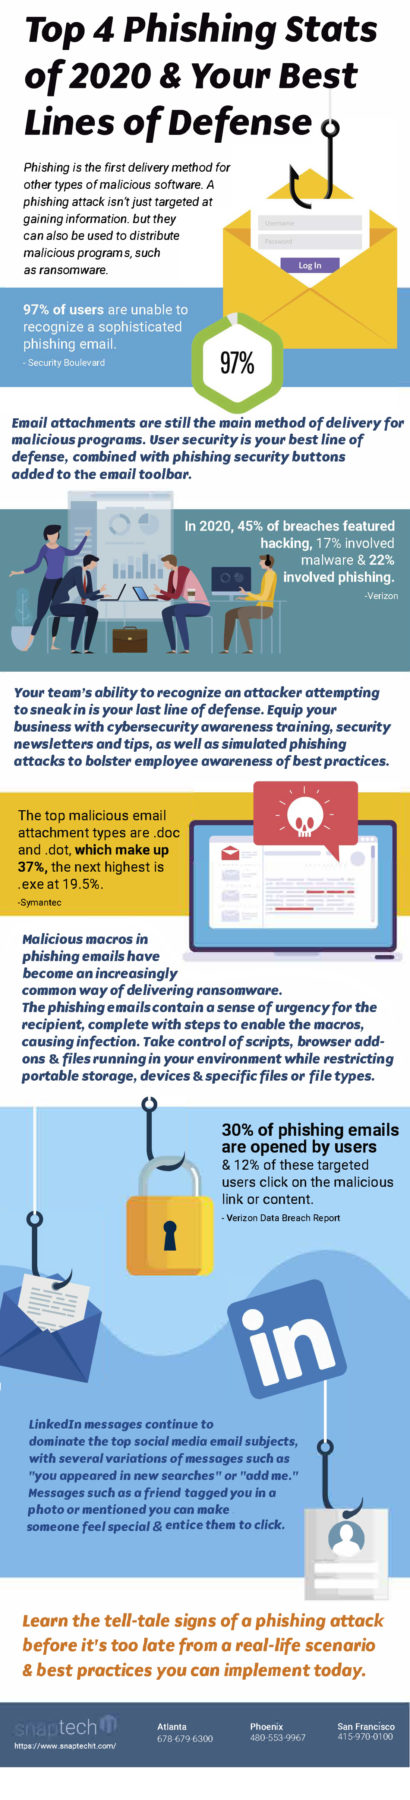 Top 4 Phishing Stats
of 2020 & Your Best
Lines of Defense
Phishing is the first delivery method for
other types of malicious software. A
phishing attack isn't just targeted at
gaining information. but they
can also be used to distribute
malicious programs, such
as ransomware.
Username
Password
Log In
97% of users are unable to
recognize a sophisticated
phishing email.
- Security Boulevard
97%
Email attachments are still the main method of delivery for
malicious programs. User security is your best line of
defense, combined with phishing security buttons
added to the email toolbar.
In 2020, 45% of breaches featured
hacking, 17% involved
malware & 22%
involved phishing.
-Verizon
Your team's ability to recognize an attacker attempting
to sneak in is your last line of defense. Equip your
business with cybersecurity awareness training, security
newsletters and tips, as well as simulated phishing
attacks to bolster employee awareness of best practices.
The top malicious email
attachment types are .doc
and .dot, which make up
37%, the next highest is
.exe at 19.5%.
-Symantec
Malicious macros in
phishing emails have
become an increasingly
common way of delivering ransomware.
The phishing emails contain a sense of urgency for the
recipient, complete with steps to enable the macros,
causing infection. Take control of scripts, browser add-
ons & files running in your environment while restricting
portable storage, devices & specific files or file types.
30% of phishing emails
are opened by users
& 12% of these targeted
users click on the malicious
link or content.
- Verizon Data Breach Report
in
LinkedIn messages continue to
dominate the top social media email subjects,
with several variations of messages such as
"you appeared in new searches" or "add me."
Messages such as a friend tagged you in a
photo or mentioned you can make
someone feel special & entice them to click.
Learn the tell-tale signs of a phishing attack
before it's too late from a real-life scenario
& best practices you can implement today.
snaptech
https://www.snaptechit.com/
Atlanta
678-679-6300
Phoenix
480-553-9967
San Francisco
415-970-0100